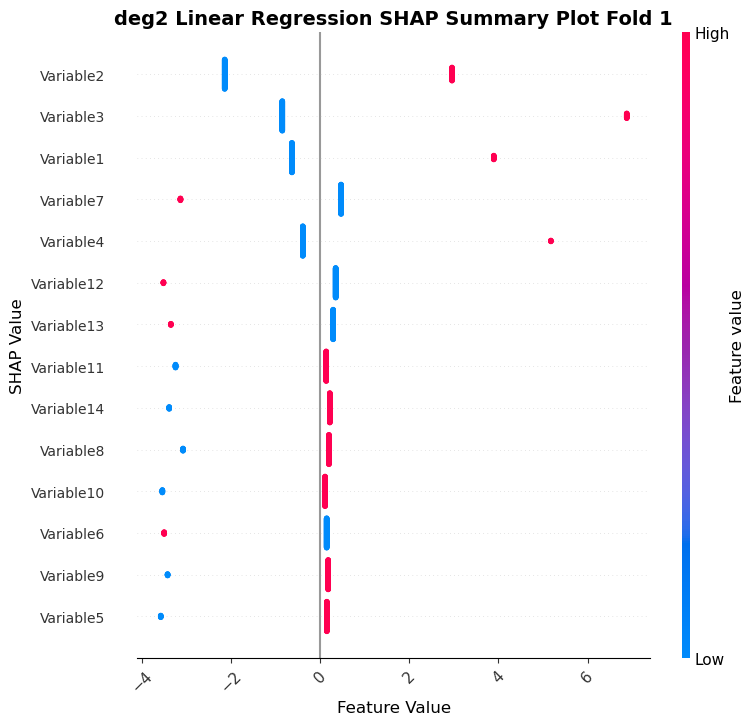 deg2 Linear Regression SHAP Summary Plot Fold 1
High
Variable2
Variable3
Variable1
Variable7
Variable4
Variable12
Variable13
Variable11
Variable14
Variable8
Variable10
Variable6
Variable9
Variable5
SHAP Value
Feature value
Low
−4 −2 0 2 4 6
Feature Value